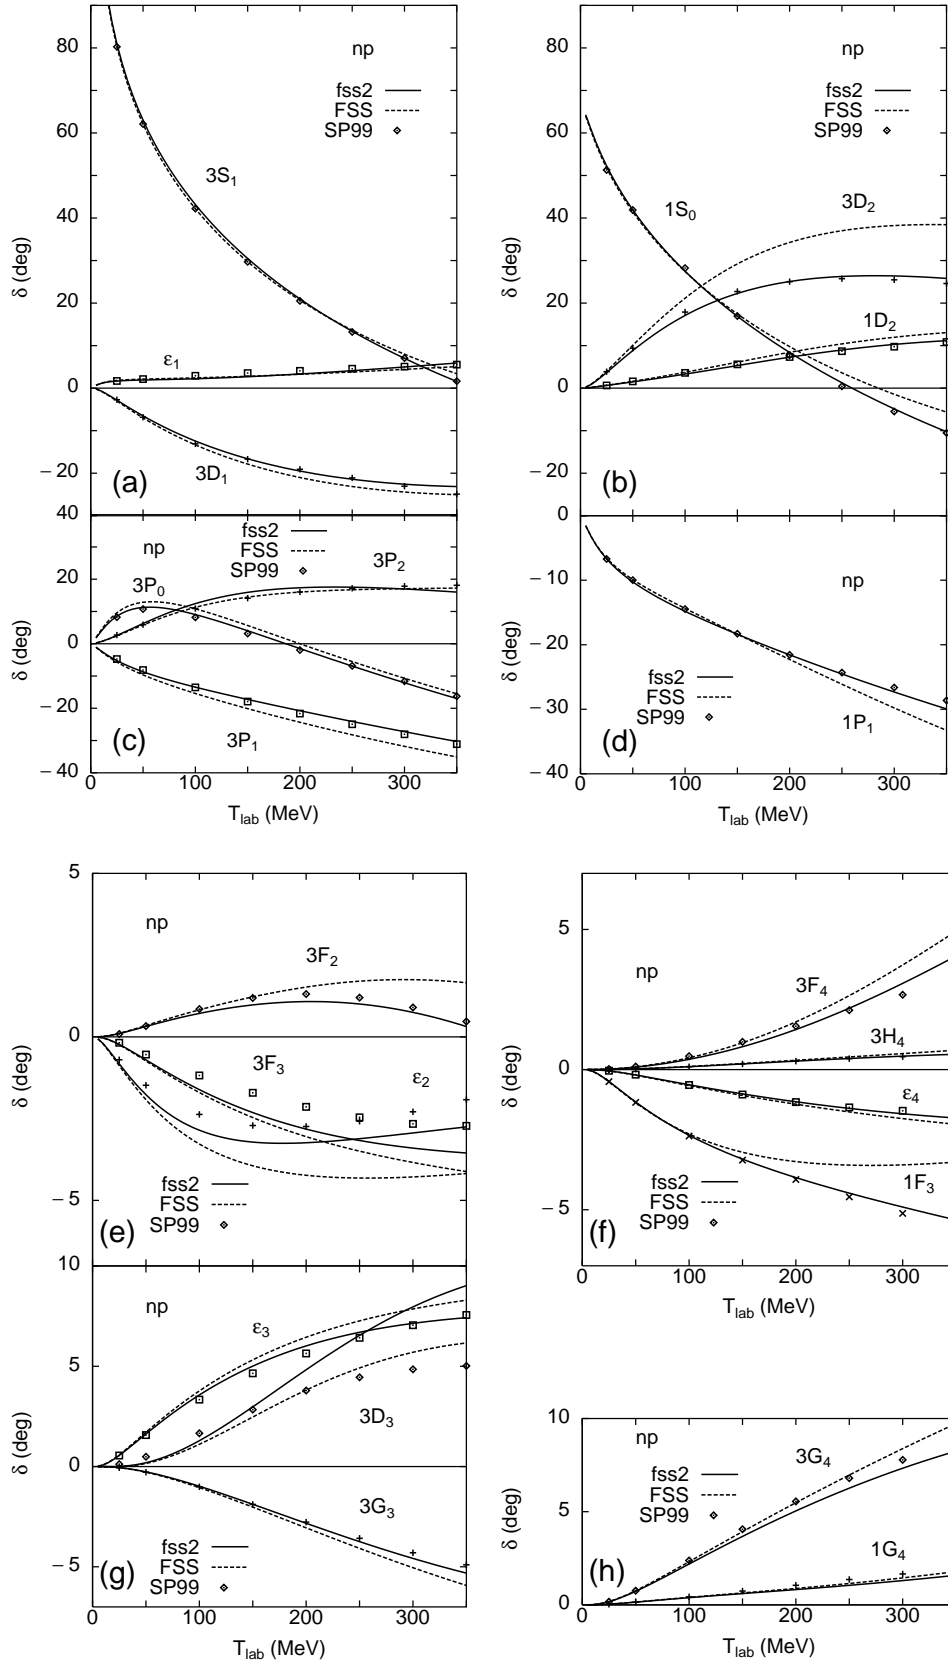 80
60
40
20
0
−20
δ (deg)
np
fss2
FSS
SP99
3S1
ε1
3D1
(a)
80
60
40
20
0
−20
δ (deg)
np
fss2
FSS
SP99
1S0
3D2
1D2
(b)
40
20
0
−20
−40
δ (deg)
np
fss2
FSS
SP99
3P0
3P2
3P1
(c)
0 100 200 300
Tlab (MeV)
0
−10
−20
−30
−40
δ (deg)
np
fss2
FSS
SP99
1P1
(d)
0 100 200 300
Tlab (MeV)
5
0
−5
δ (deg)
np
3F2
3F3
ε2
fss2
FSS
SP99
(e)
5
0
−5
δ (deg)
np
3F4
3H4
ε4
1F3
fss2
FSS
SP99
(f)
0 100 200 300
Tlab (MeV)
10
5
0
−5
δ (deg)
np
ε3
3D3
3G3
fss2
FSS
SP99
(g)
0 100 200 300
Tlab (MeV)
10
5
0
δ (deg)
np
fss2
FSS
SP99
3G4
1G4
(h)
0 100 200 300
Tlab (MeV)